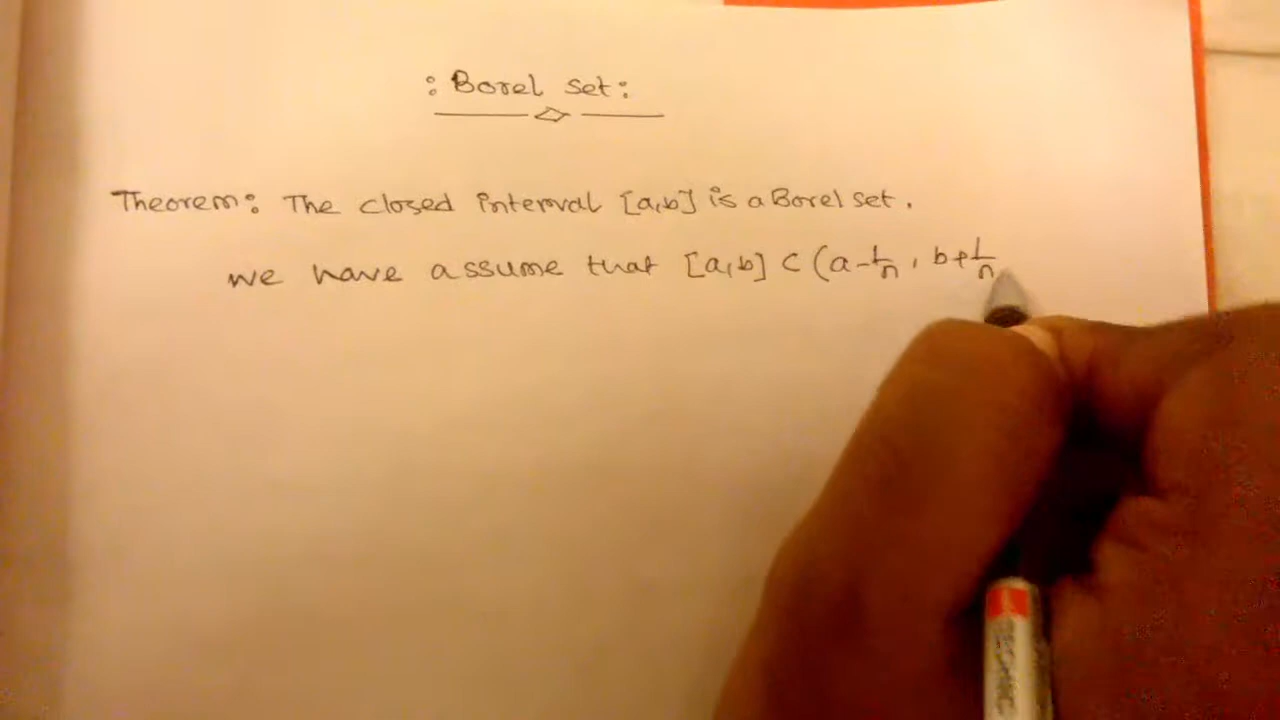 : Borel set:
Theorem: The closed interval [a,b] is a Borel set.
we have assume that [a,b] ⊂ (a-1/n, b+1/n